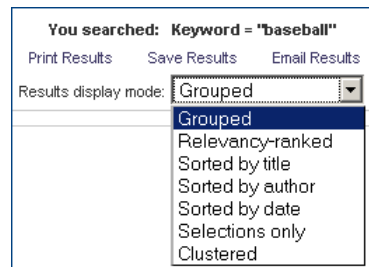 You searched: Keyword = "baseball"
Print Results Save Results Email Results
Results display mode: Grouped
Grouped
Relevancy-ranked
Sorted by title
Sorted by author
Sorted by date
Selections only
Clustered